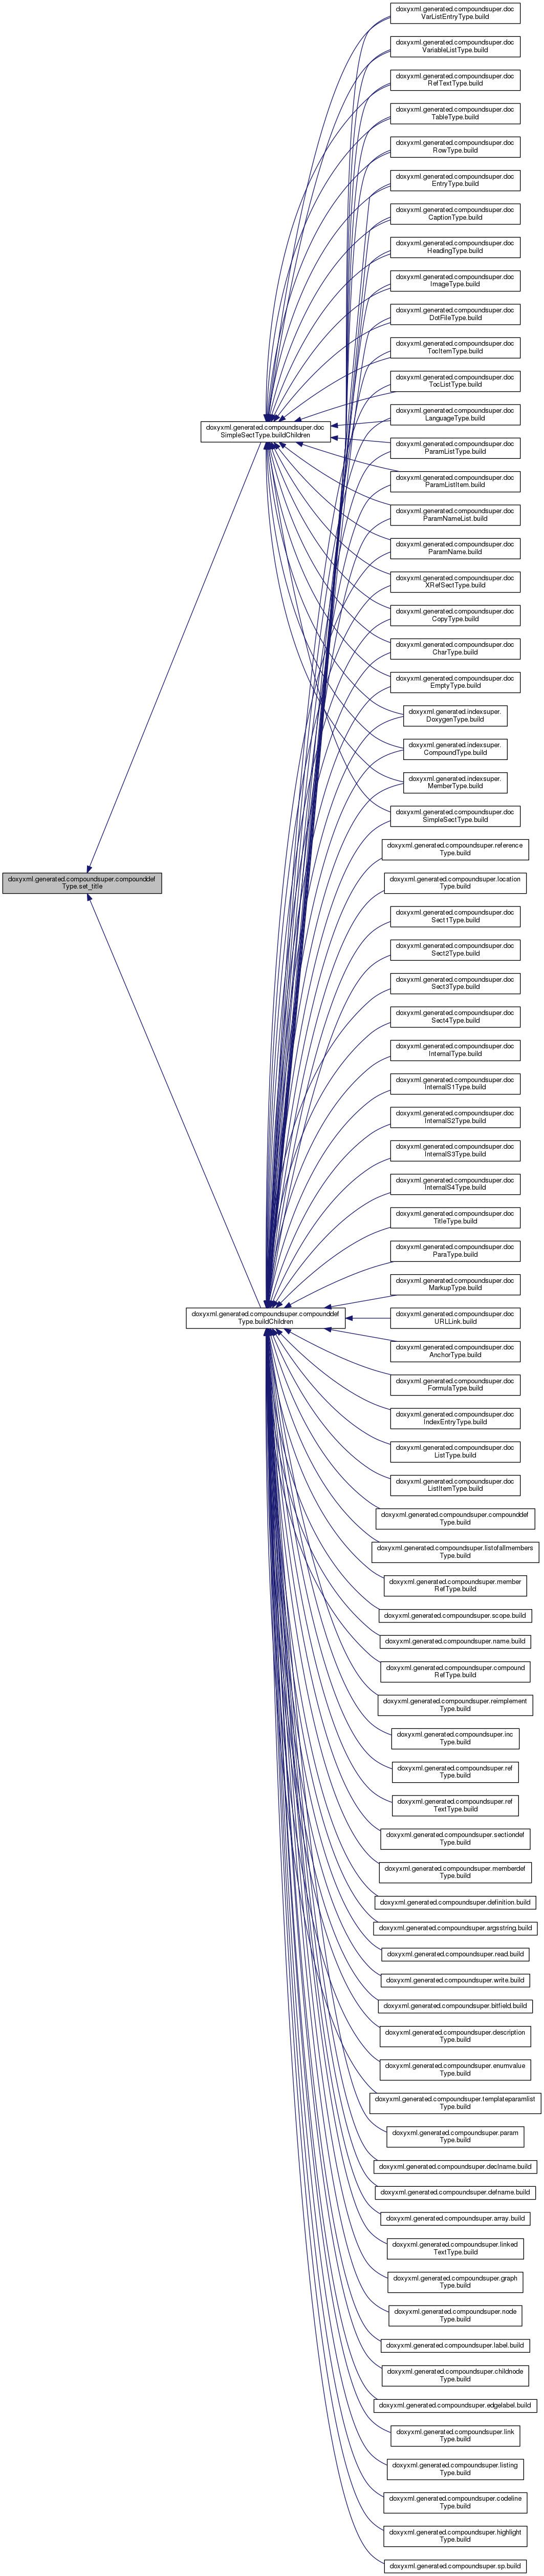 doxyxml.generated.compoundsuper.doc
VarListEntryType.build
doxyxml.generated.compoundsuper.doc
VariableListType.build
doxyxml.generated.compoundsuper.doc
RefTextType.build
doxyxml.generated.compoundsuper.doc
TableType.build
doxyxml.generated.compoundsuper.doc
RowType.build
doxyxml.generated.compoundsuper.doc
EntryType.build
doxyxml.generated.compoundsuper.doc
CaptionType.build
doxyxml.generated.compoundsuper.doc
HeadingType.build
doxyxml.generated.compoundsuper.doc
ImageType.build
doxyxml.generated.compoundsuper.doc
DotFileType.build
doxyxml.generated.compoundsuper.doc
TocItemType.build
doxyxml.generated.compoundsuper.doc
TocListType.build
doxyxml.generated.compoundsuper.doc
LanguageType.build
doxyxml.generated.compoundsuper.doc
SimpleSectType.buildChildren
doxyxml.generated.compoundsuper.doc
ParamListType.build
doxyxml.generated.compoundsuper.doc
ParamListItem.build
doxyxml.generated.compoundsuper.doc
ParamNameList.build
doxyxml.generated.compoundsuper.doc
ParamName.build
doxyxml.generated.compoundsuper.doc
XRefSectType.build
doxyxml.generated.compoundsuper.doc
CopyType.build
doxyxml.generated.compoundsuper.doc
CharType.build
doxyxml.generated.compoundsuper.doc
EmptyType.build
doxyxml.generated.indexsuper.
DoxygenType.build
doxyxml.generated.indexsuper.
CompoundType.build
doxyxml.generated.indexsuper.
MemberType.build
doxyxml.generated.compoundsuper.doc
SimpleSectType.build
doxyxml.generated.compoundsuper.reference
Type.build
doxyxml.generated.compoundsuper.compounddef
Type.set_title
doxyxml.generated.compoundsuper.location
Type.build
doxyxml.generated.compoundsuper.doc
Sect1Type.build
doxyxml.generated.compoundsuper.doc
Sect2Type.build
doxyxml.generated.compoundsuper.doc
Sect3Type.build
doxyxml.generated.compoundsuper.doc
Sect4Type.build
doxyxml.generated.compoundsuper.doc
InternalType.build
doxyxml.generated.compoundsuper.doc
InternalS1Type.build
doxyxml.generated.compoundsuper.doc
InternalS2Type.build
doxyxml.generated.compoundsuper.doc
InternalS3Type.build
doxyxml.generated.compoundsuper.doc
InternalS4Type.build
doxyxml.generated.compoundsuper.doc
TitleType.build
doxyxml.generated.compoundsuper.doc
ParaType.build
doxyxml.generated.compoundsuper.doc
MarkupType.build
doxyxml.generated.compoundsuper.compounddef
Type.buildChildren
doxyxml.generated.compoundsuper.doc
URLLink.build
doxyxml.generated.compoundsuper.doc
AnchorType.build
doxyxml.generated.compoundsuper.doc
FormulaType.build
doxyxml.generated.compoundsuper.doc
IndexEntryType.build
doxyxml.generated.compoundsuper.doc
ListType.build
doxyxml.generated.compoundsuper.doc
ListItemType.build
doxyxml.generated.compoundsuper.compounddef
Type.build
doxyxml.generated.compoundsuper.listofallmembers
Type.build
doxyxml.generated.compoundsuper.member
RefType.build
doxyxml.generated.compoundsuper.scope.build
doxyxml.generated.compoundsuper.name.build
doxyxml.generated.compoundsuper.compound
RefType.build
doxyxml.generated.compoundsuper.reimplement
Type.build
doxyxml.generated.compoundsuper.inc
Type.build
doxyxml.generated.compoundsuper.ref
Type.build
doxyxml.generated.compoundsuper.ref
TextType.build
doxyxml.generated.compoundsuper.sectiondef
Type.build
doxyxml.generated.compoundsuper.memberdef
Type.build
doxyxml.generated.compoundsuper.definition.build
doxyxml.generated.compoundsuper.argsstring.build
doxyxml.generated.compoundsuper.read.build
doxyxml.generated.compoundsuper.write.build
doxyxml.generated.compoundsuper.bitfield.build
doxyxml.generated.compoundsuper.description
Type.build
doxyxml.generated.compoundsuper.enumvalue
Type.build
doxyxml.generated.compoundsuper.templateparamlist
Type.build
doxyxml.generated.compoundsuper.param
Type.build
doxyxml.generated.compoundsuper.declname.build
doxyxml.generated.compoundsuper.defname.build
doxyxml.generated.compoundsuper.array.build
doxyxml.generated.compoundsuper.linked
TextType.build
doxyxml.generated.compoundsuper.graph
Type.build
doxyxml.generated.compoundsuper.node
Type.build
doxyxml.generated.compoundsuper.label.build
doxyxml.generated.compoundsuper.childnode
Type.build
doxyxml.generated.compoundsuper.edgelabel.build
doxyxml.generated.compoundsuper.link
Type.build
doxyxml.generated.compoundsuper.listing
Type.build
doxyxml.generated.compoundsuper.codeline
Type.build
doxyxml.generated.compoundsuper.highlight
Type.build
doxyxml.generated.compoundsuper.sp.build